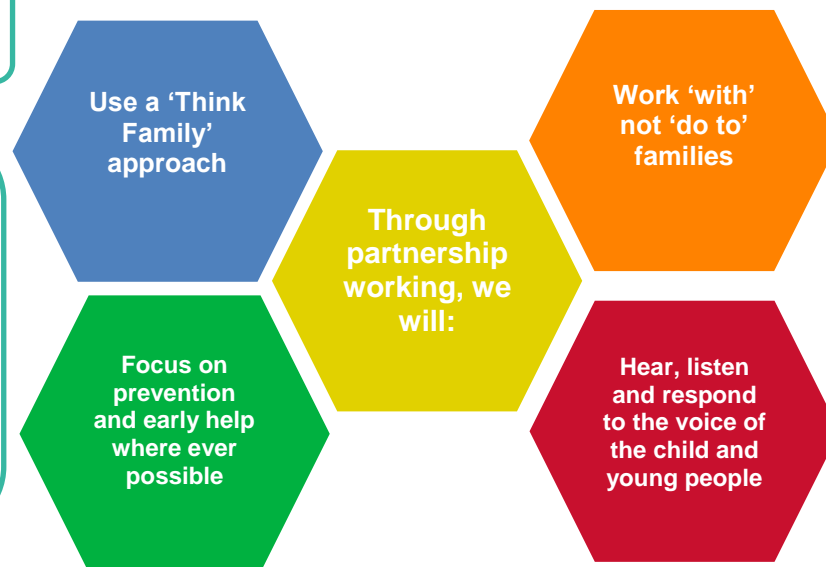 Use a ‘Think
Family’
approach
Work ‘with’
not ‘do to’
families
Through
partnership
working, we
will:
Focus on
prevention
and early help
where ever
possible
Hear, listen
and respond
to the voice of
the child and
young people